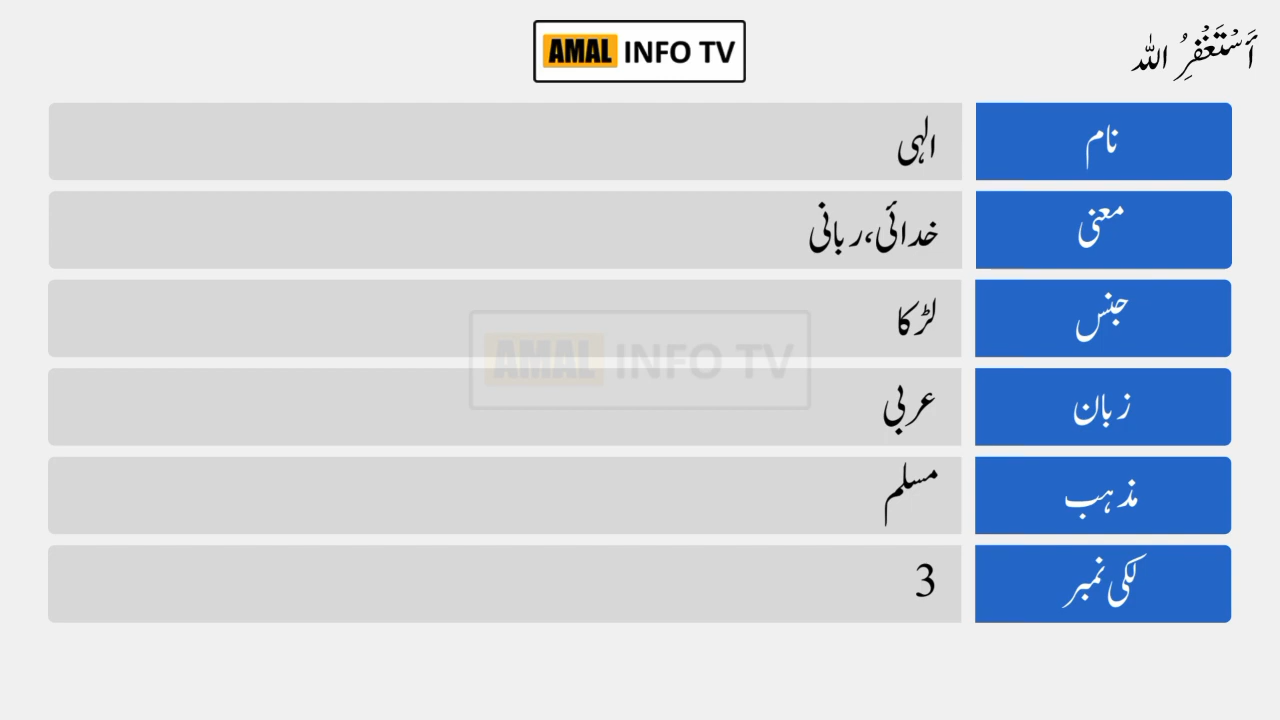 AMAL INFO TV
أَسْتَغْفِرُ اللہ
نام الہی
معنی خدائی،ربانی
جنس لڑکا
زبان عربی
مذہب مسلم
لکی نمبر 3
AMAL INFO TV